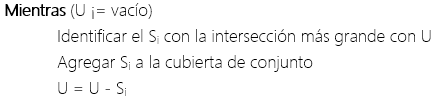 Mientras (U ¡= vacío)
Identificar el Sᵢ con la intersección más grande con U
Agregar Sᵢ a la cubierta de conjunto
U = U - Sᵢ